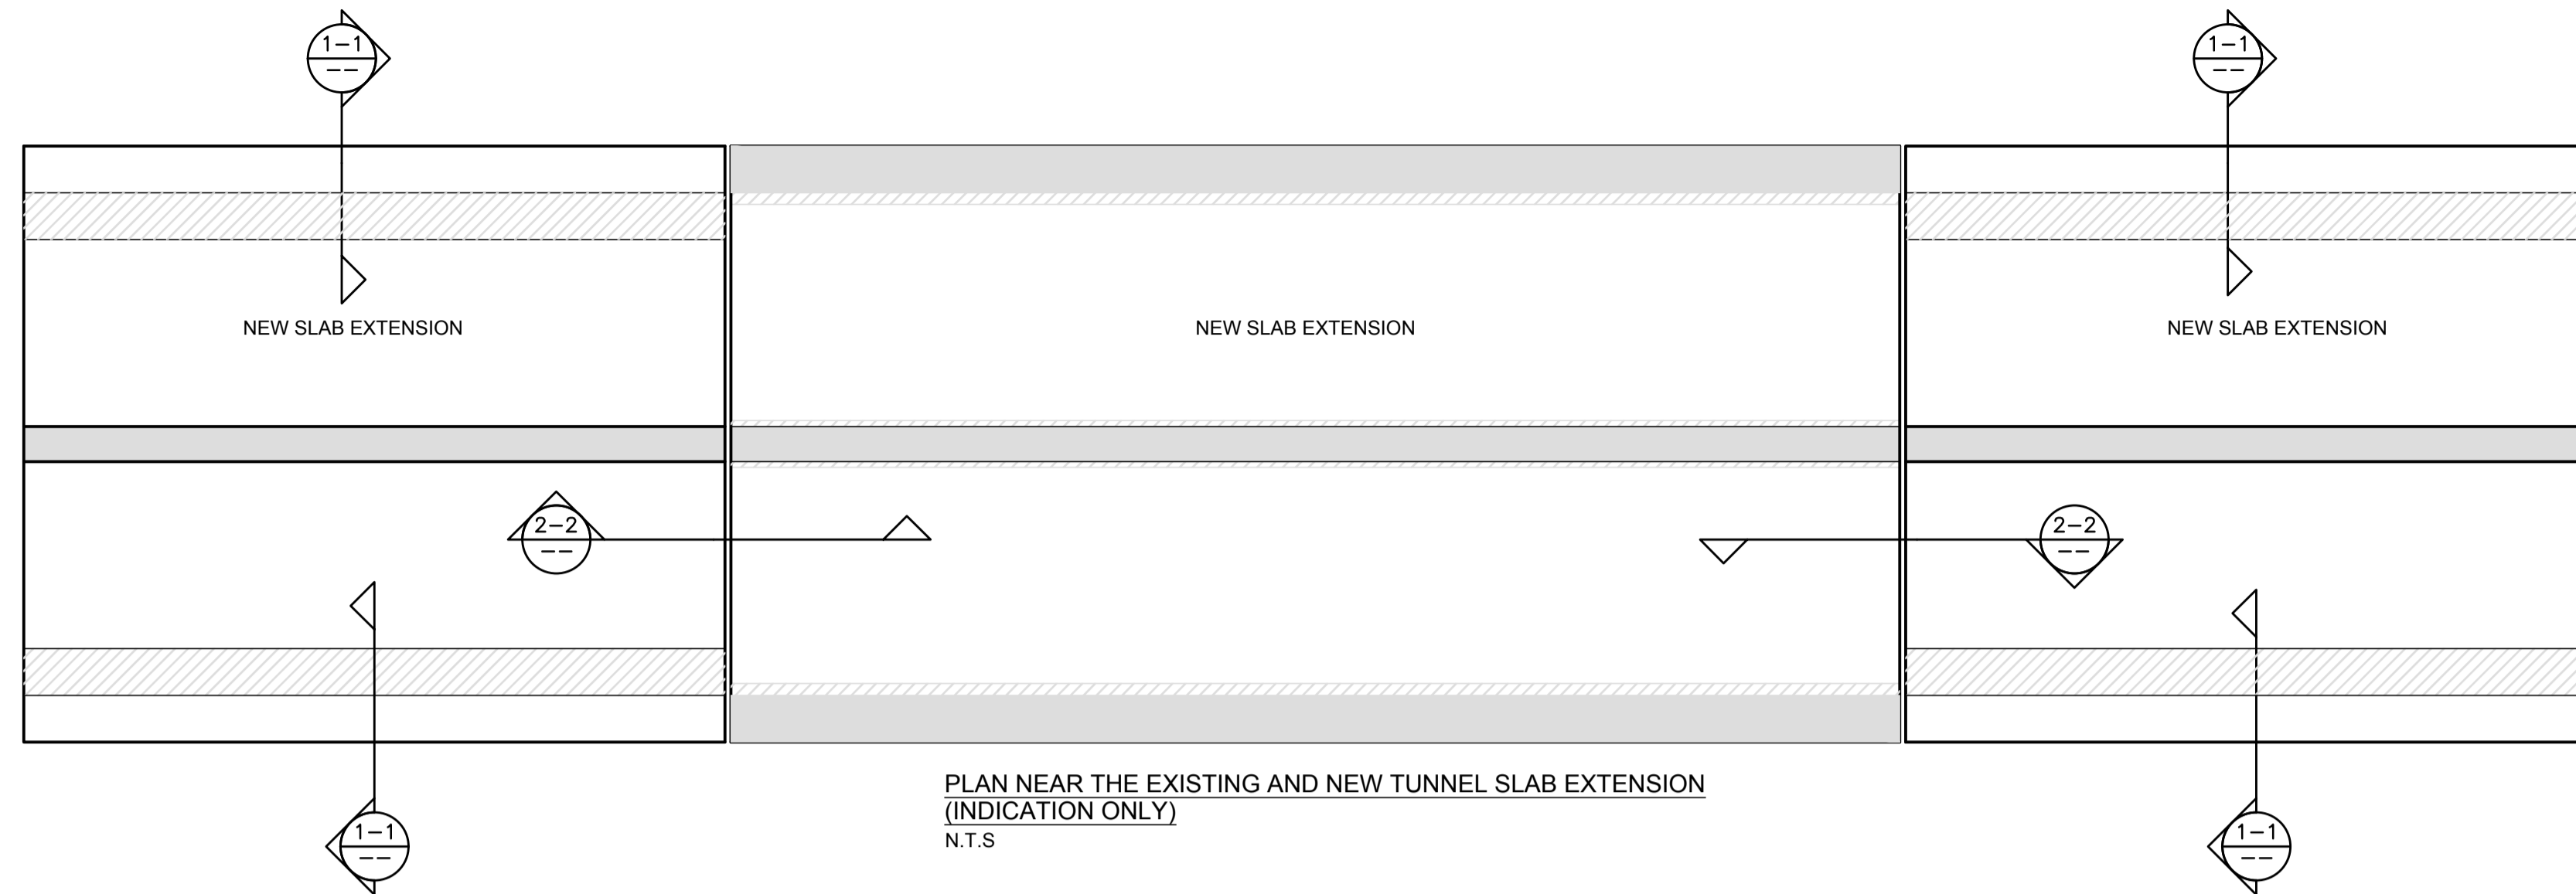 1-1
--
1-1
--
NEW SLAB EXTENSION
NEW SLAB EXTENSION
NEW SLAB EXTENSION
2-2
--
2-2
--
PLAN NEAR THE EXISTING AND NEW TUNNEL SLAB EXTENSION
(INDICATION ONLY)
N.T.S
1-1
--
1-1
--